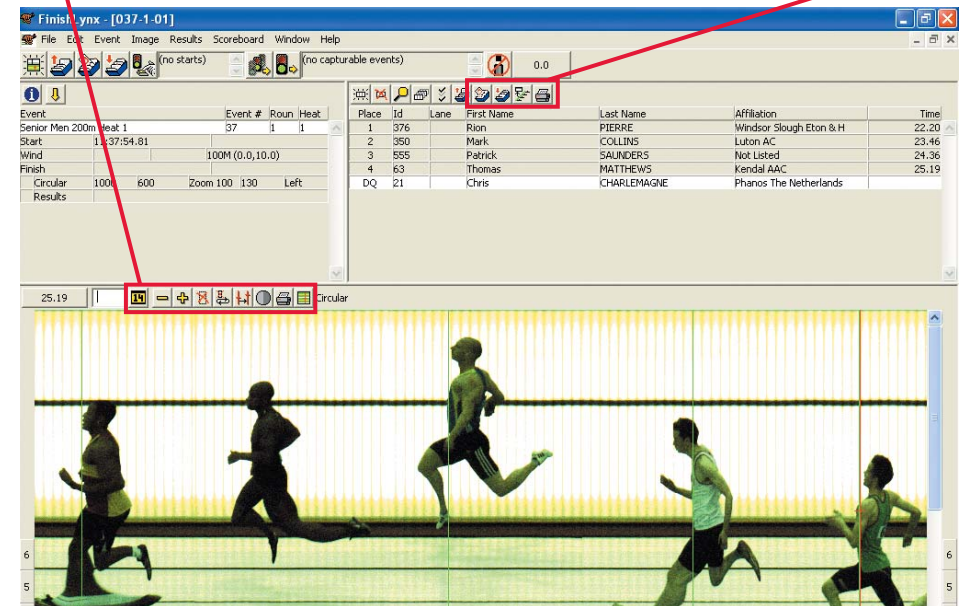 FinishLynx - [037-1-01]
File Edit Event Image Results Scoreboard Window Help
(no starts) (no capturable events) 0.0
Event Event # Roun Heat
Senior Men 200m Heat 1 37 1 1
Start 11:37:54.81
Wind 100M (0.0,10.0)
Finish
Circular 1000 600 Zoom 100 130 Left
Results
Place Id Lane First Name Last Name Affiliation Time
1 376 Rion PIERRE Windsor Slough Eton & H 22.20
2 350 Mark COLLINS Luton AC 23.46
3 555 Patrick SAUNDERS Not Listed 24.36
4 63 Thomas MATTHEWS Kendal AAC 25.19
DQ 21 Chris CHARLEMAGNE Phanos The Netherlands
25.19 14 Circular
6 6
5 5